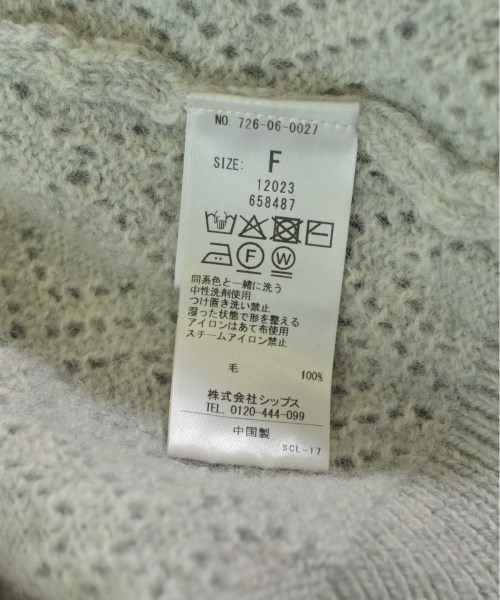 NO. 726-06-0027
SIZE: F
12023
658487
F W
同系色と一緒に洗う
中性洗剤使用
つけ置き洗い禁止
湿った状態で形を整える
アイロンはあて布使用
スチームアイロン禁止
毛 100%
株式会社シップス
TEL. 0120-444-099
中国製
SCL-17